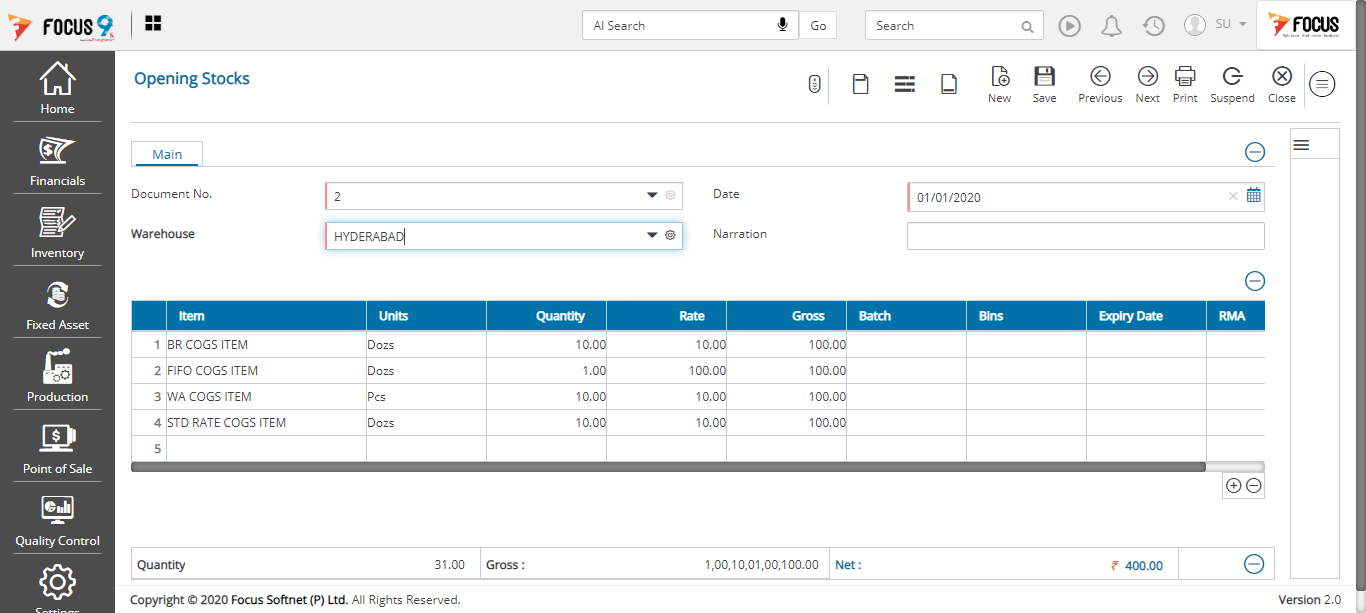 FOCUS 9
AI Search
Go
Search
SU
FOCUS
Home
Financials
Inventory
Fixed Asset
Production
Point of Sale
Quality Control
Settings
Opening Stocks
New Save Previous Next Print Suspend Close
Main
Document No. 2 Date 01/01/2020
Warehouse HYDERABAD Narration
Item Units Quantity Rate Gross Batch Bins Expiry Date RMA
1 BR COGS ITEM Dozs 10.00 10.00 100.00
2 FIFO COGS ITEM Dozs 1.00 100.00 100.00
3 WA COGS ITEM Pcs 10.00 10.00 100.00
4 STD RATE COGS ITEM Dozs 10.00 10.00 100.00
5
Quantity 31.00 Gross : 1,00,10,01,00,100.00 Net : ₹ 400.00
Copyright © 2020 Focus Softnet (P) Ltd. All Rights Reserved. Version 2.0